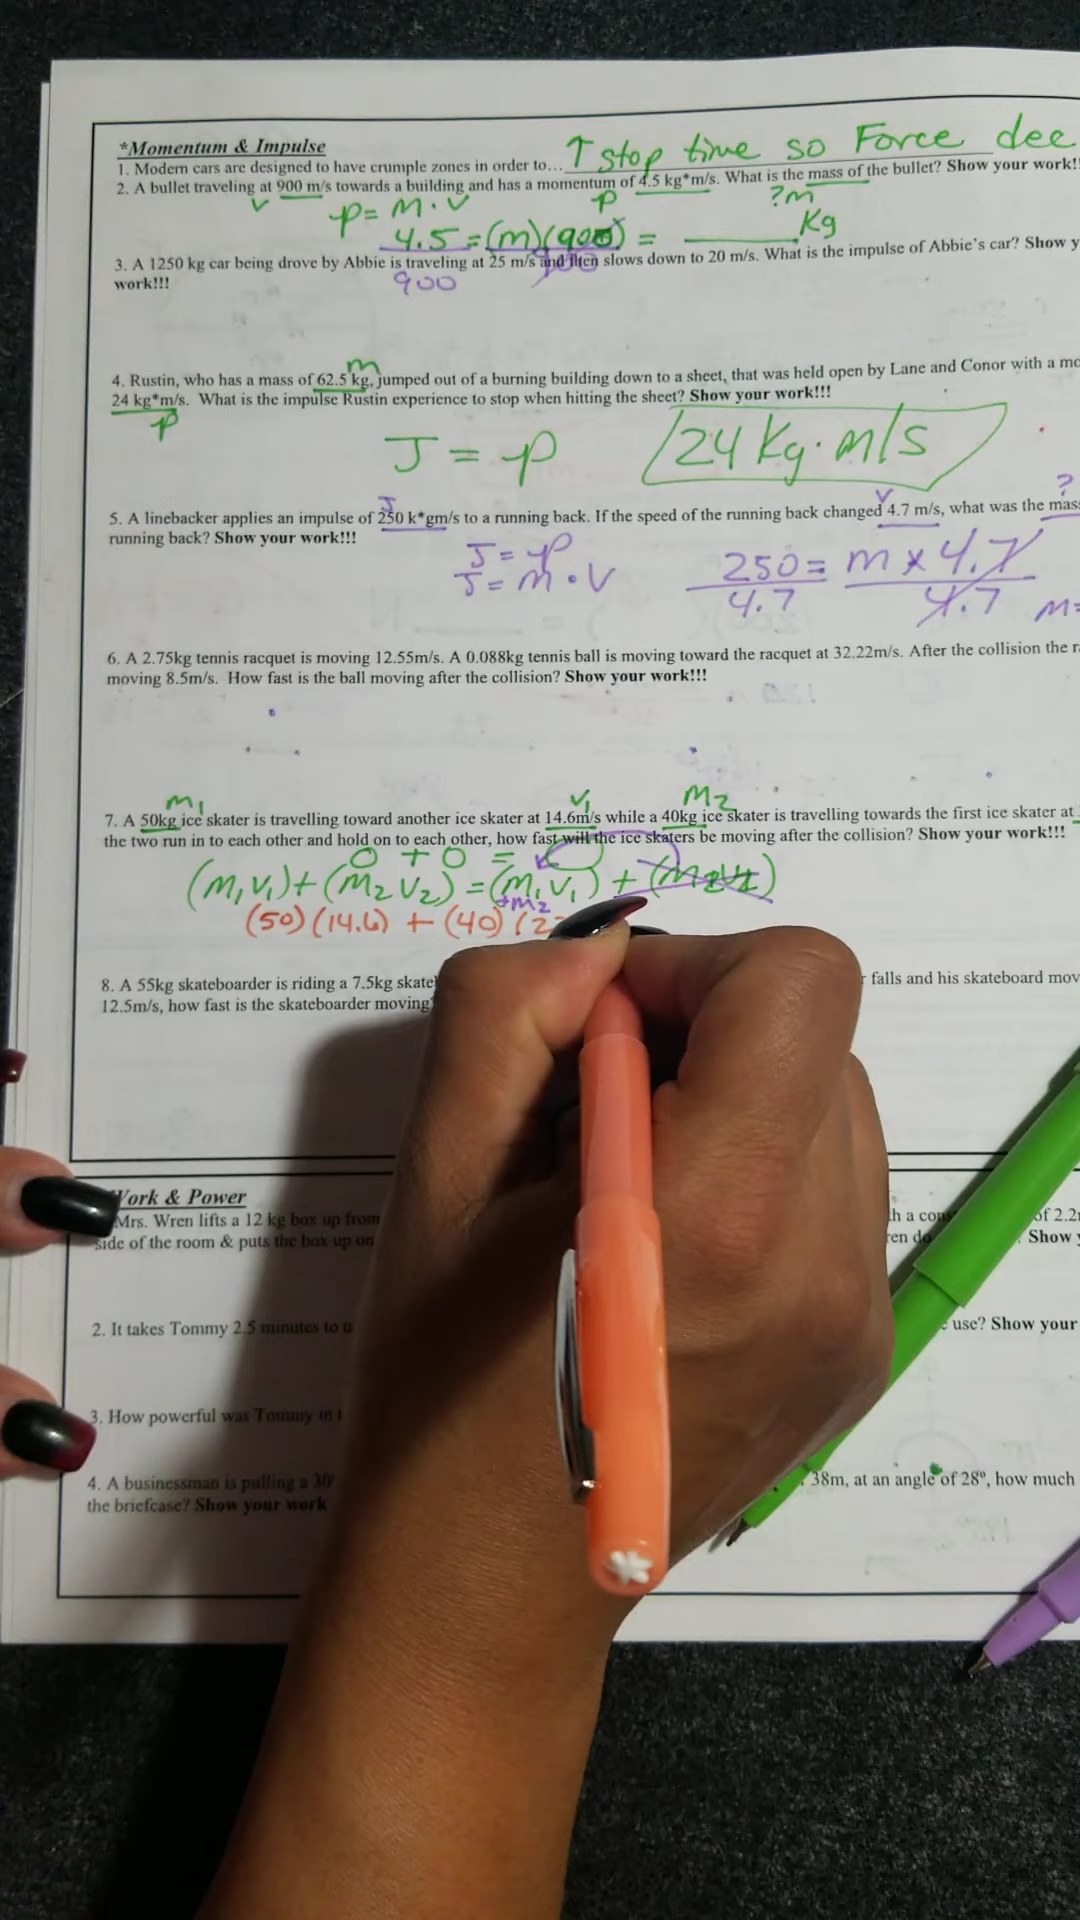 *Momentum & Impulse
1. Modern cars are designed to have crumple zones in order to... ↑ stop time so Force dec
2. A bullet traveling at 900 m/s towards a building and has a momentum of 4.5 kg*m/s. What is the mass of the bullet? Show your work!!
v p ?m
p = m · v
4.5 = (m)(900) = ______ Kg
900
3. A 1250 kg car being drove by Abbie is traveling at 25 m/s and then slows down to 20 m/s. What is the impulse of Abbie's car? Show y
work!!!
900
m
4. Rustin, who has a mass of 62.5 kg, jumped out of a burning building down to a sheet, that was held open by Lane and Conor with a mo
24 kg*m/s. What is the impulse Rustin experience to stop when hitting the sheet? Show your work!!!
p
J = p 24 Kg · m/s
J v ?
5. A linebacker applies an impulse of 250 k*gm/s to a running back. If the speed of the running back changed 4.7 m/s, what was the mas
running back? Show your work!!!
J = p
J = m · v
250 = m x 4.7
4.7 4.7 m=
6. A 2.75kg tennis racquet is moving 12.55m/s. A 0.088kg tennis ball is moving toward the racquet at 32.22m/s. After the collision the r
moving 8.5m/s. How fast is the ball moving after the collision? Show your work!!!
m1 v1 m2
7. A 50kg ice skater is travelling toward another ice skater at 14.6m/s while a 40kg ice skater is travelling towards the first ice skater at
the two run in to each other and hold on to each other, how fast will the ice skaters be moving after the collision? Show your work!!!
0 + 0 =
(m1v1)+(m2v2)=(m1v1)+(m2v2)
+m2
(50)(14.6) + (40)(2
8. A 55kg skateboarder is riding a 7.5kg skate falls and his skateboard mov
12.5m/s, how fast is the skateboarder moving
Work & Power
Mrs. Wren lifts a 12 kg box up from h a cons of 2.2
side of the room & puts the box up on ren do Show
2. It takes Tommy 2.5 minutes to use? Show your
3. How powerful was Tommy in
4. A businessman is pulling a 30 38m, at an angle of 28°, how much
the briefcase? Show your work